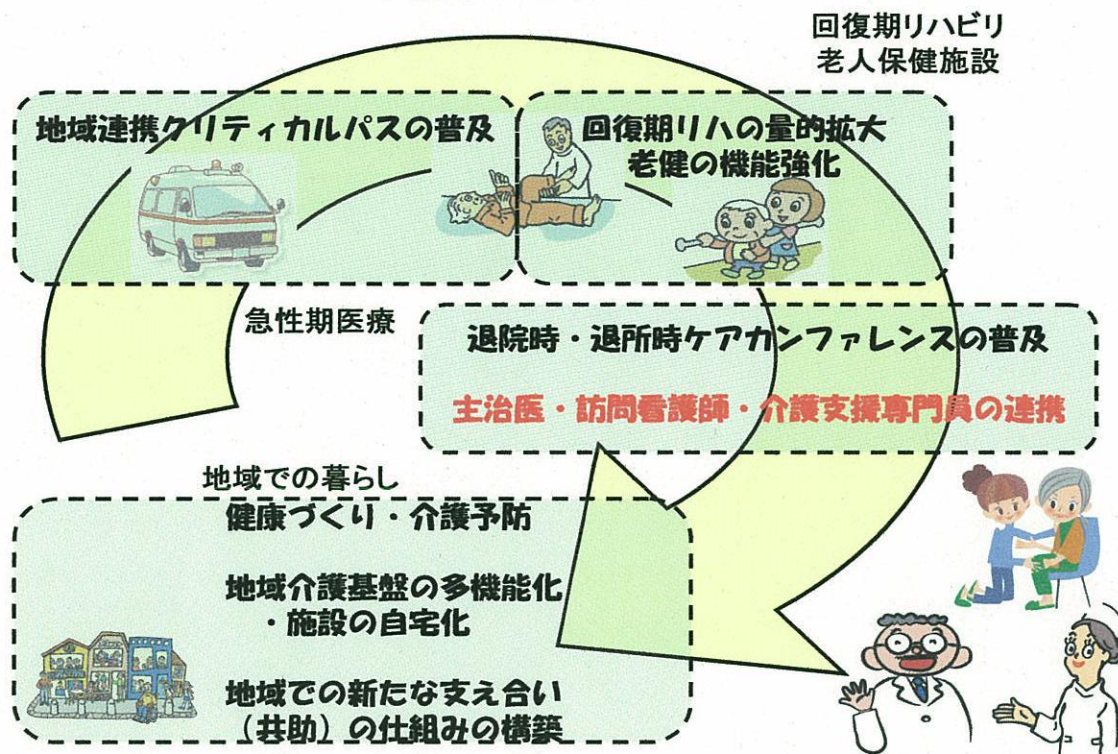 回復期リハビリ
老人保健施設
地域連携クリティカルパスの普及
回復期リハの量的拡大
老健の機能強化
急性期医療
退院時・退所時ケアカンファレンスの普及
主治医・訪問看護師・介護支援専門員の連携
地域での暮らし
健康づくり・介護予防
地域介護基盤の多機能化
・施設の自宅化
地域での新たな支え合い
（共助）の仕組みの構築